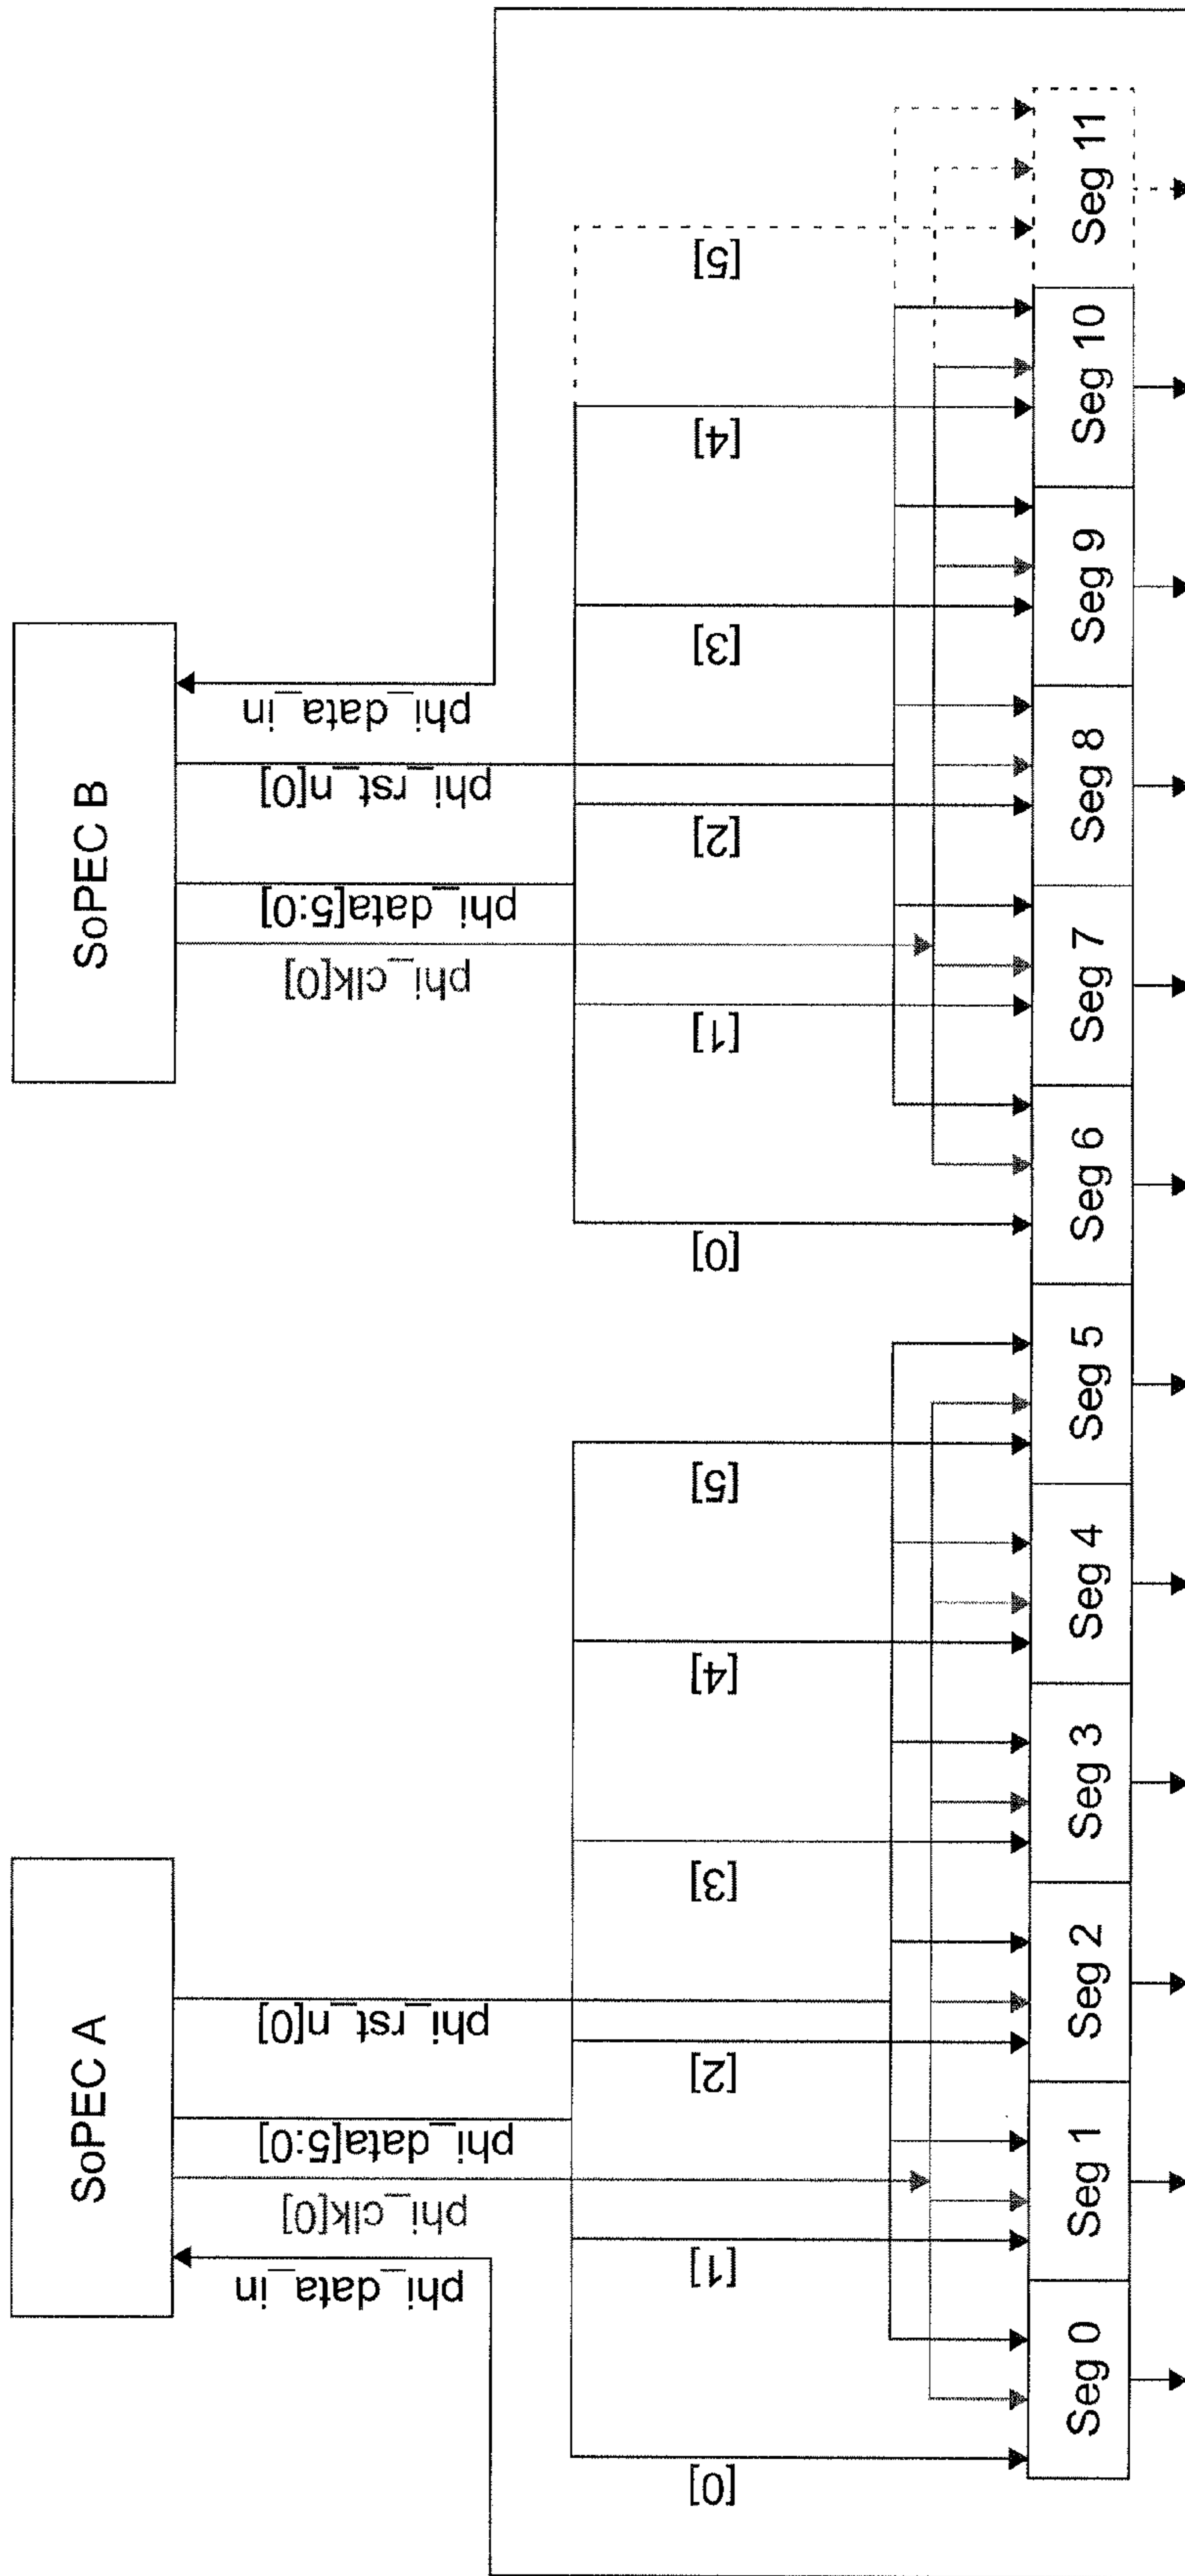 SoPEC A
SoPEC B
phi_data_in
phi_clk[0]
phi_data[5:0]
phi_rst_n[0]
phi_clk[0]
phi_data[5:0]
phi_rst_n[0]
phi_data_in
[0]
[1]
[2]
[3]
[4]
[5]
[0]
[1]
[2]
[3]
[4]
[5]
Seg 0
Seg 1
Seg 2
Seg 3
Seg 4
Seg 5
Seg 6
Seg 7
Seg 8
Seg 9
Seg 10
Seg 11